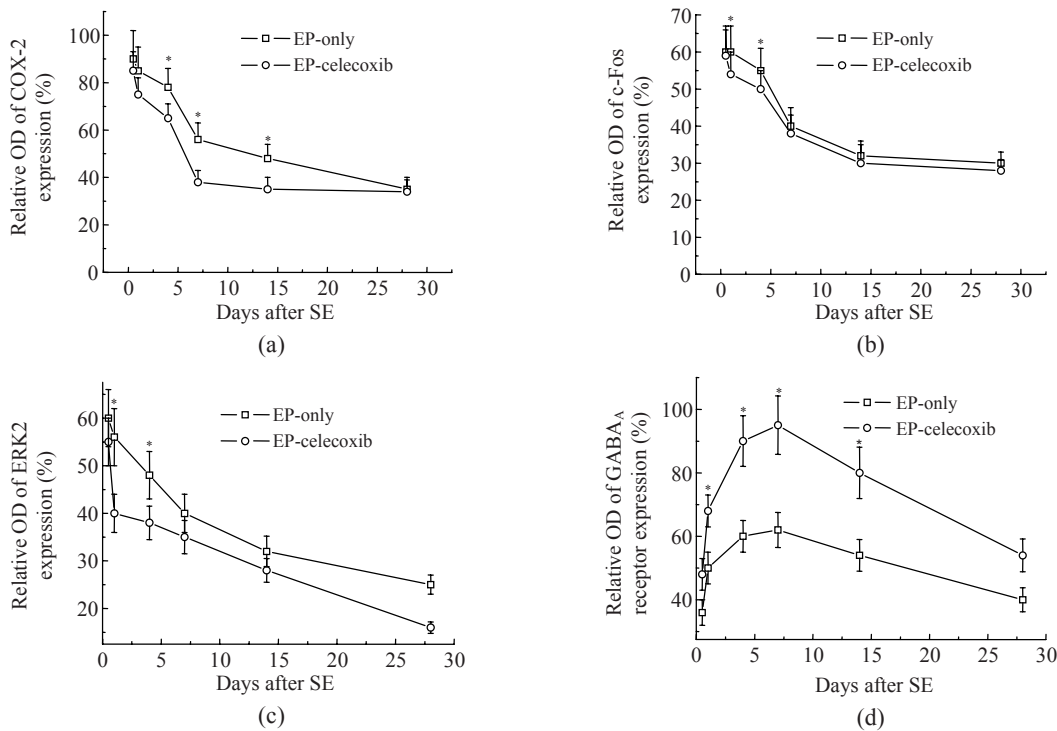 Relative OD of COX-2
expression (%)
100
80
60
40
20
0
EP-only
EP-celecoxib
*
*
*
0 5 10 15 20 25 30
Days after SE
(a)
Relative OD of c-Fos
expression (%)
70
60
50
40
30
20
10
0
EP-only
EP-celecoxib
*
*
0 5 10 15 20 25 30
Days after SE
(b)
Relative OD of ERK2
expression (%)
60
50
40
30
20
EP-only
EP-celecoxib
*
*
0 5 10 15 20 25 30
Days after SE
(c)
Relative OD of GABAA
receptor expression (%)
100
80
60
40
EP-only
EP-celecoxib
*
*
*
*
0 5 10 15 20 25 30
Days after SE
(d)